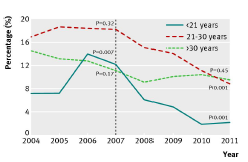 Percentage (%)
20
16
12
8
4
0
<21 years
21-30 years
>30 years
P=0.32
P=0.007
P=0.17
P=0.45
P=0.001
P=0.001
2004 2005 2006 2007 2008 2009 2010 2011
Year